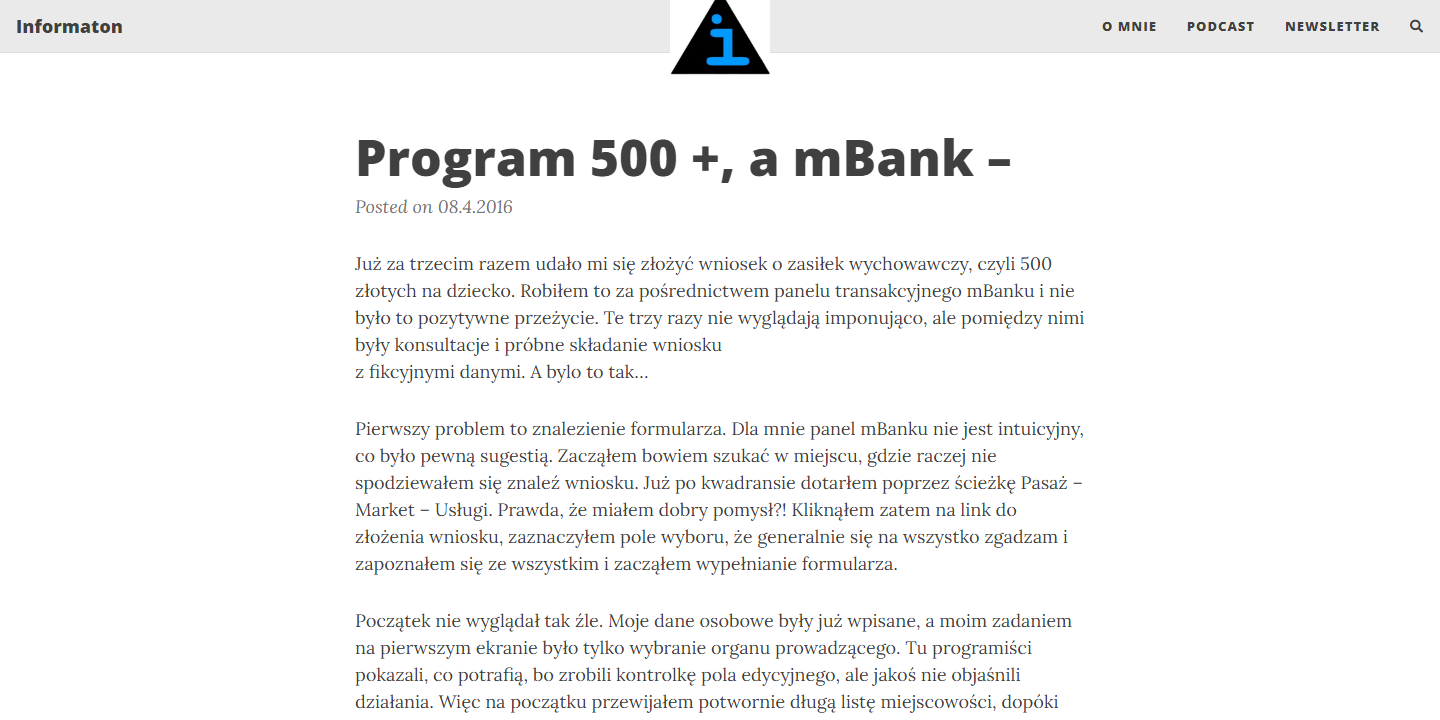 Informaton
i
O MNIE
PODCAST
NEWSLETTER
Program 500 +, a mBank –
Posted on 08.4.2016
Już za trzecim razem udało mi się złożyć wniosek o zasiłek wychowawczy, czyli 500
złotych na dziecko. Robiłem to za pośrednictwem panelu transakcyjnego mBanku i nie
było to pozytywne przeżycie. Te trzy razy nie wyglądają imponująco, ale pomiędzy nimi
były konsultacje i próbne składanie wniosku
z fikcyjnymi danymi. A bylo to tak…
Pierwszy problem to znalezienie formularza. Dla mnie panel mBanku nie jest intuicyjny,
co było pewną sugestią. Zacząłem bowiem szukać w miejscu, gdzie raczej nie
spodziewałem się znaleź wniosku. Już po kwadransie dotarłem poprzez ścieżkę Pasaż –
Market – Usługi. Prawda, że miałem dobry pomysł?! Kliknąłem zatem na link do
złożenia wniosku, zaznaczyłem pole wyboru, że generalnie się na wszystko zgadzam i
zapoznałem się ze wszystkim i zacząłem wypełnianie formularza.
Początek nie wyglądał tak źle. Moje dane osobowe były już wpisane, a moim zadaniem
na pierwszym ekranie było tylko wybranie organu prowadzącego. Tu programiści
pokazali, co potrafią, bo zrobili kontrolkę pola edycyjnego, ale jakoś nie objaśnili
działania. Więc na początku przewijałem potwornie długą listę miejscowości, dopóki